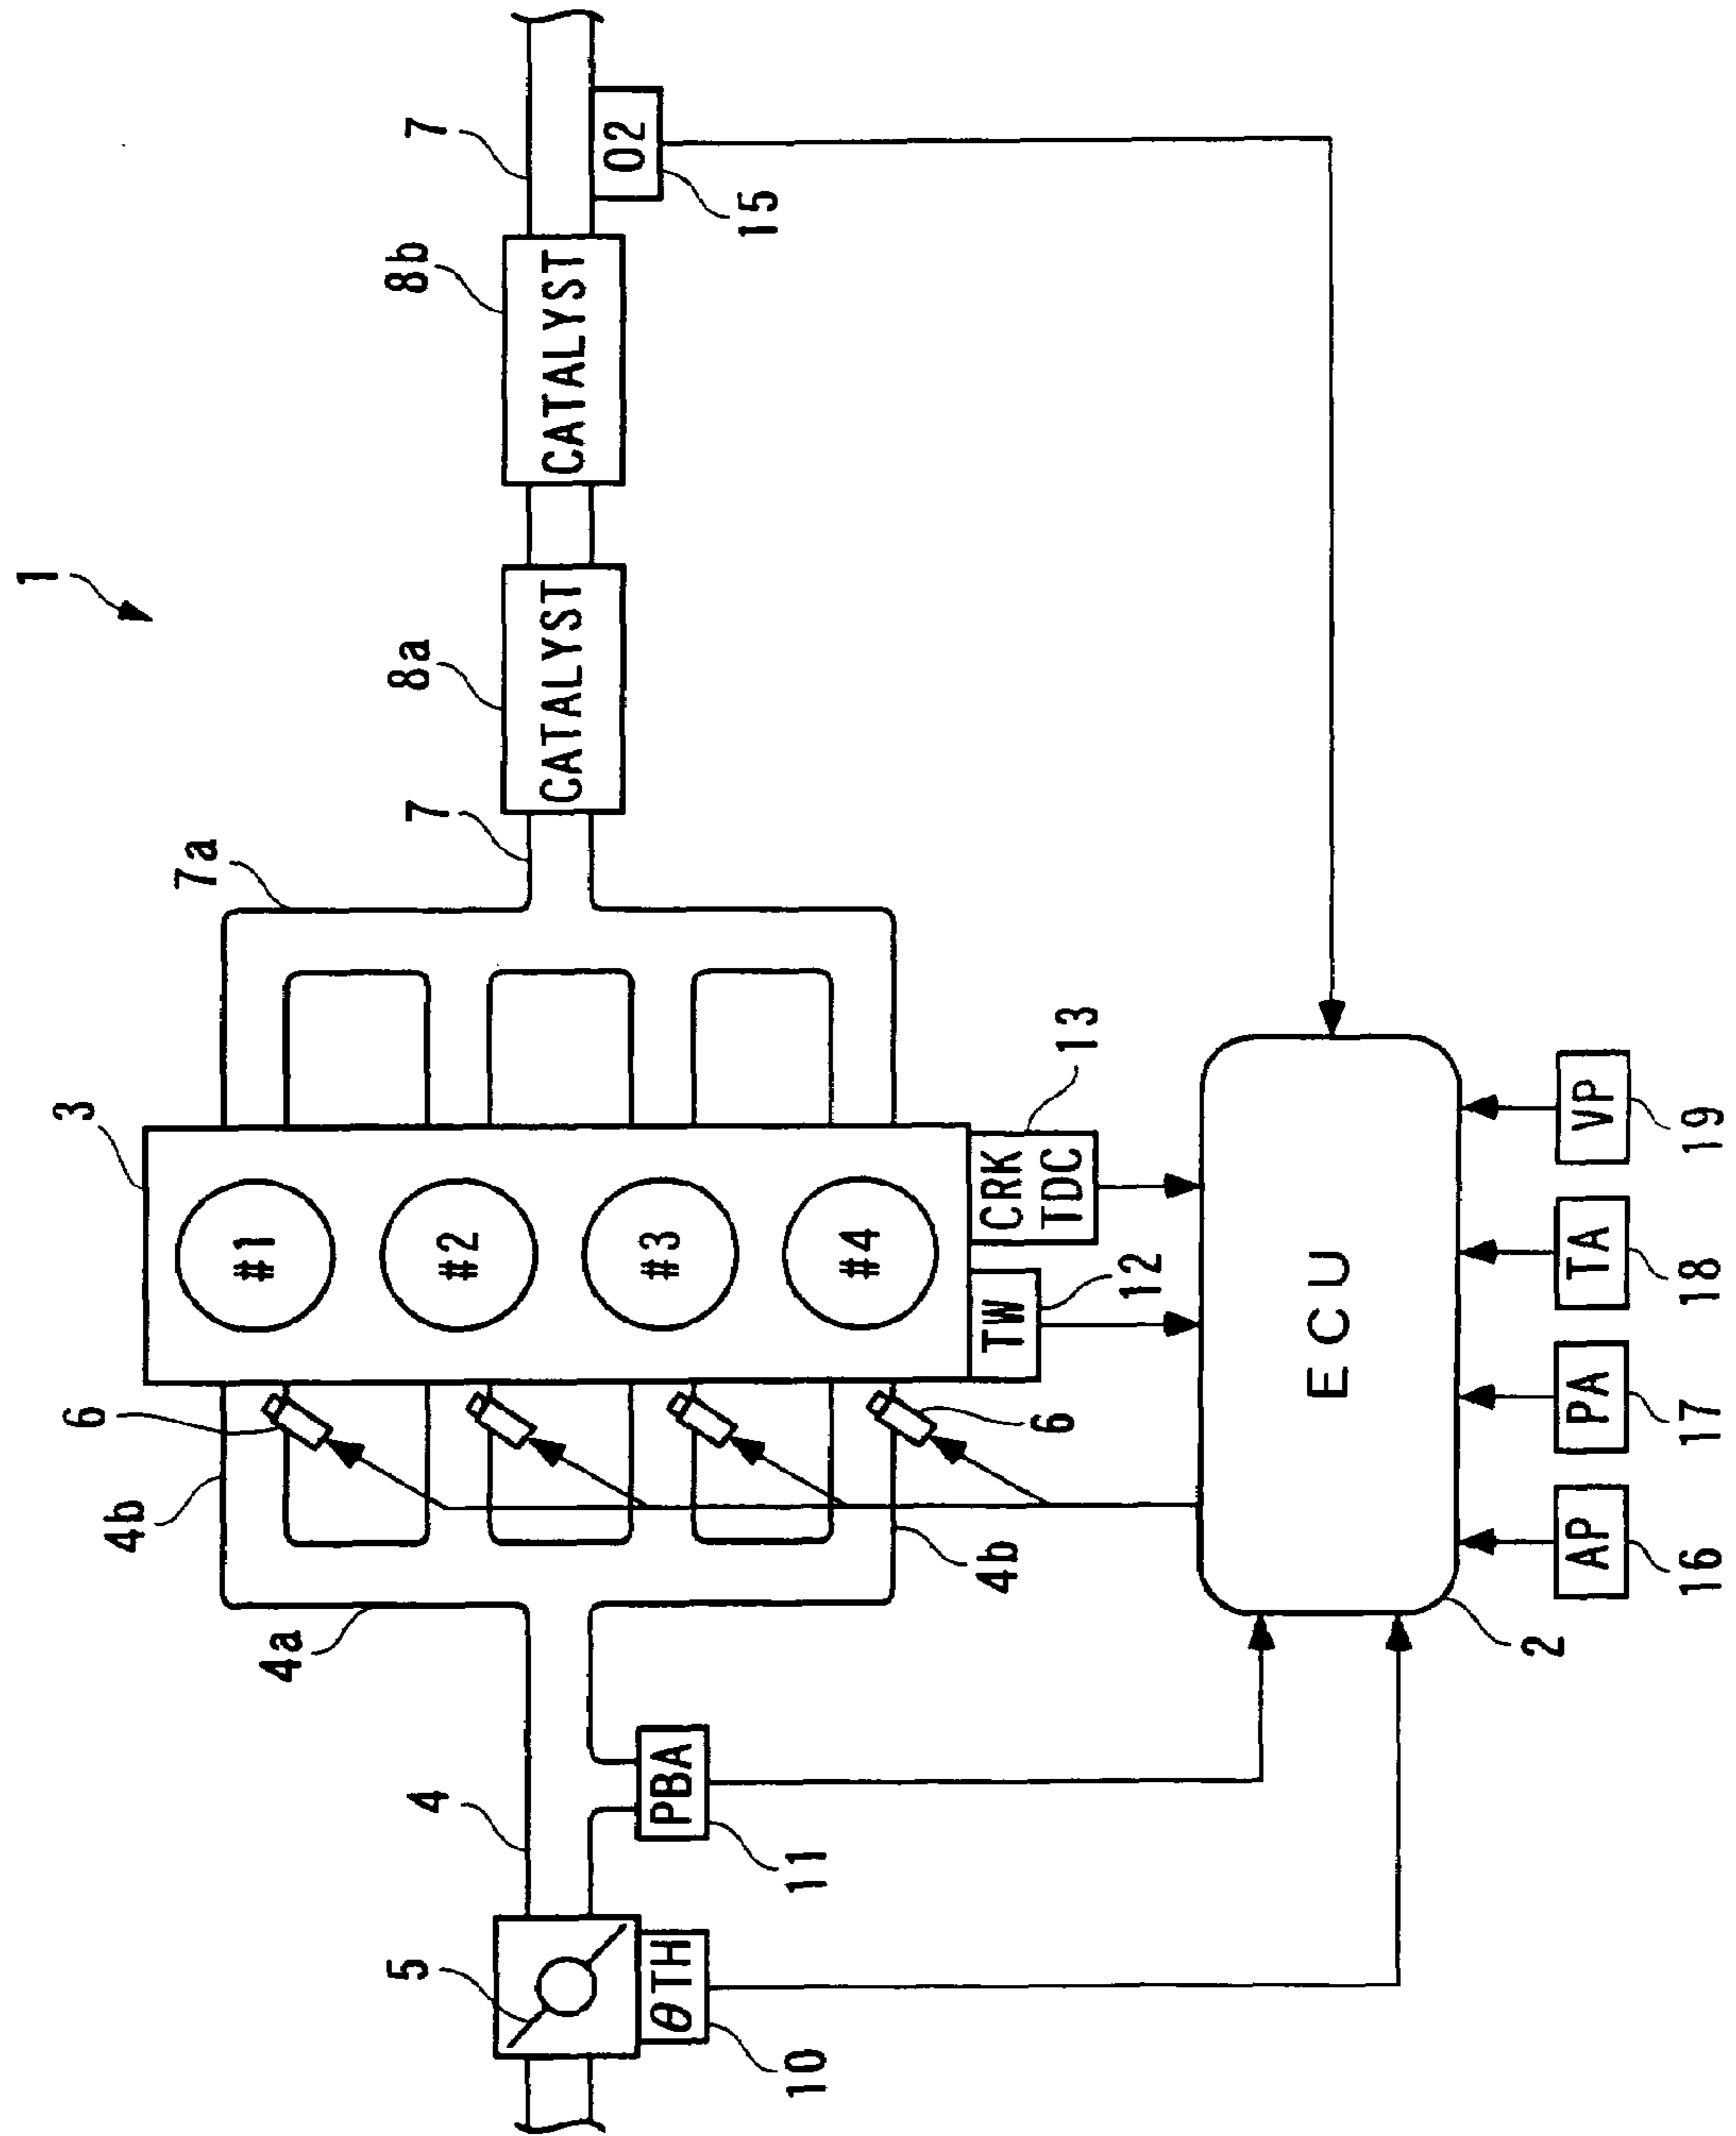 1
3
7a
7
8a
CATALYST
8b
CATALYST
7
O2
15
6
4b
4a
4
5
θTH
10
PBA
11
#1
#2
#3
#4
6
4b
TW
12
CRK
TDC
13
ECU
2
AP
16
PA
17
TA
18
VP
19